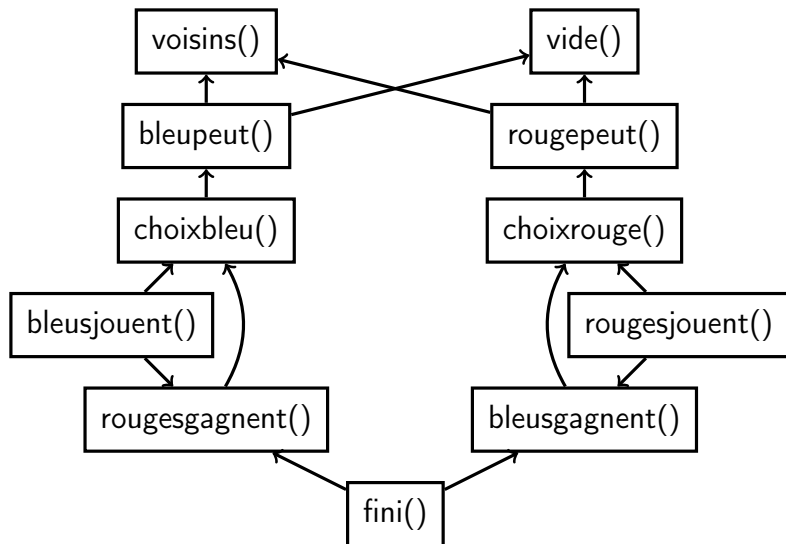 voisins()
vide()
bleupeut()
rougepeut()
choixbleu()
choixrouge()
bleusjouent()
rougesjouent()
rougesgagnent()
bleusgagnent()
fini()